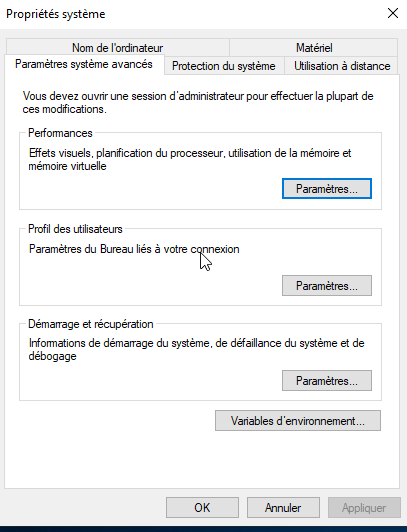 Propriétés système
Nom de l'ordinateur
Matériel
Paramètres système avancés
Protection du système
Utilisation à distance
Vous devez ouvrir une session d'administrateur pour effectuer la plupart de
ces modifications.
Performances
Effets visuels, planification du processeur, utilisation de la mémoire et
mémoire virtuelle
Paramètres...
Profil des utilisateurs
Paramètres du Bureau liés à votre connexion
Paramètres...
Démarrage et récupération
Informations de démarrage du système, de défaillance du système et de
débogage
Paramètres...
Variables d'environnement...
OK
Annuler
Appliquer